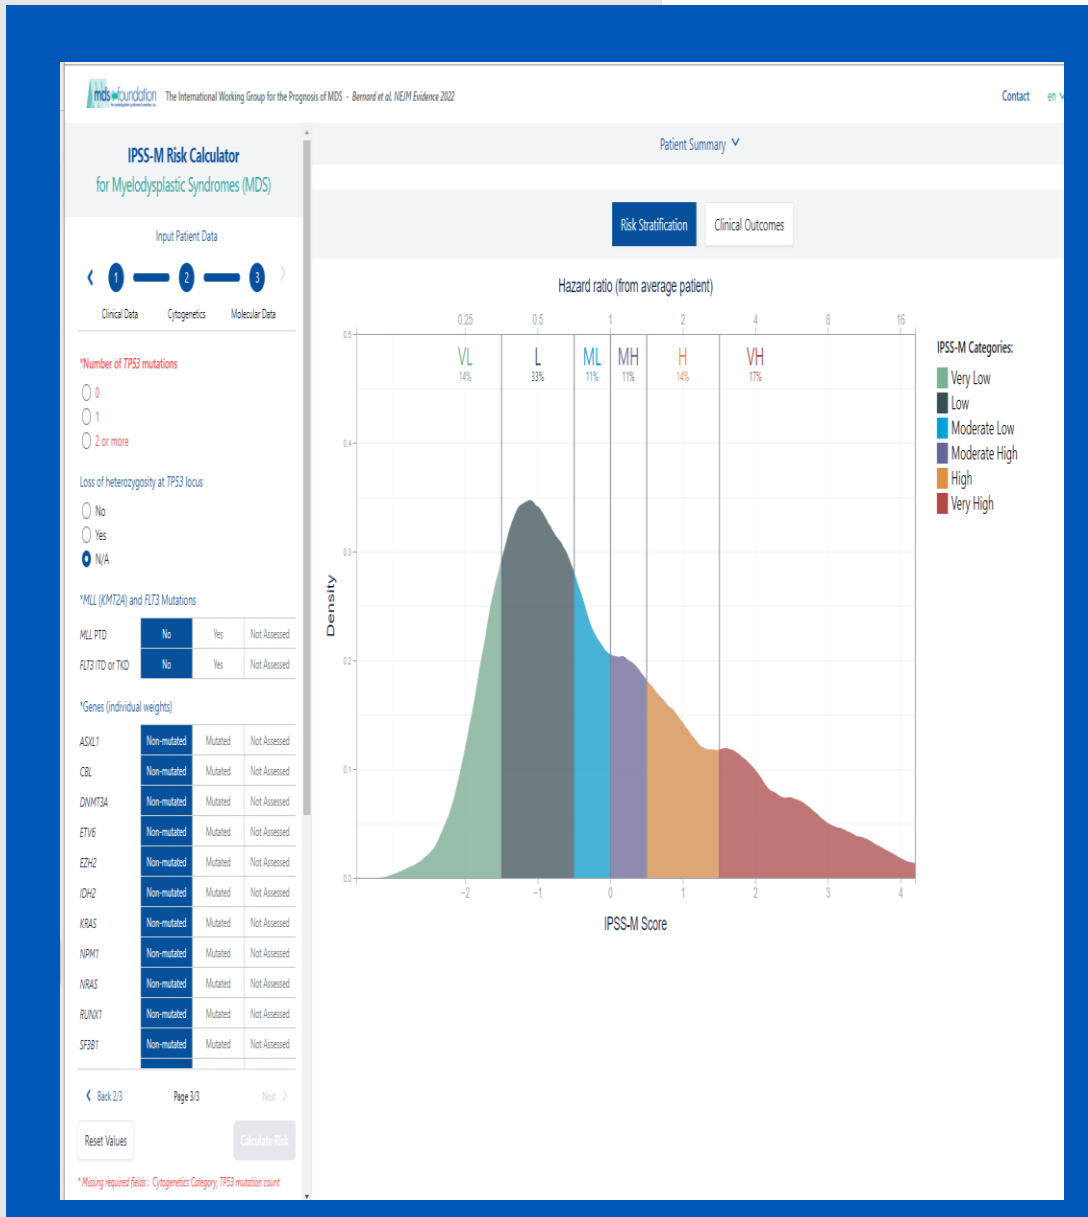 mds foundation The International Working Group for the Prognosis of MDS - Bernard et al. NEJM Evidence 2022
Contact en
IPSS-M Risk Calculator
for Myelodysplastic Syndromes (MDS)
Input Patient Data
1 2 3
Clinical Data Cytogenetics Molecular Data
*Number of TP53 mutations
0
1
2 or more
Loss of heterozygosity at TP53 locus
No
Yes
N/A
*MLL (KMT2A) and FLT3 Mutations
MLL PTD No Yes Not Assessed
FLT3 ITD or TKD No Yes Not Assessed
*Genes (individual weights)
ASXL1 Non-mutated Mutated Not Assessed
CBL Non-mutated Mutated Not Assessed
DNMT3A Non-mutated Mutated Not Assessed
ETV6 Non-mutated Mutated Not Assessed
EZH2 Non-mutated Mutated Not Assessed
IDH2 Non-mutated Mutated Not Assessed
KRAS Non-mutated Mutated Not Assessed
NPM1 Non-mutated Mutated Not Assessed
NRAS Non-mutated Mutated Not Assessed
RUNX1 Non-mutated Mutated Not Assessed
SF3B1 Non-mutated Mutated Not Assessed
Back 2/3 Page 3/3 Next
Reset Values Calculate Risk
* Missing required fields : Cytogenetics Category, TP53 mutation count
Patient Summary
Risk Stratification Clinical Outcomes
Hazard ratio (from average patient)
0.25 0.5 1 2 4 8 16
VL L ML MH H VH
14% 33% 11% 11% 14% 17%
0.5
0.4
0.3
0.2
0.1
0.0
Density
-2 -1 0 1 2 3 4
IPSS-M Score
IPSS-M Categories:
Very Low
Low
Moderate Low
Moderate High
High
Very High